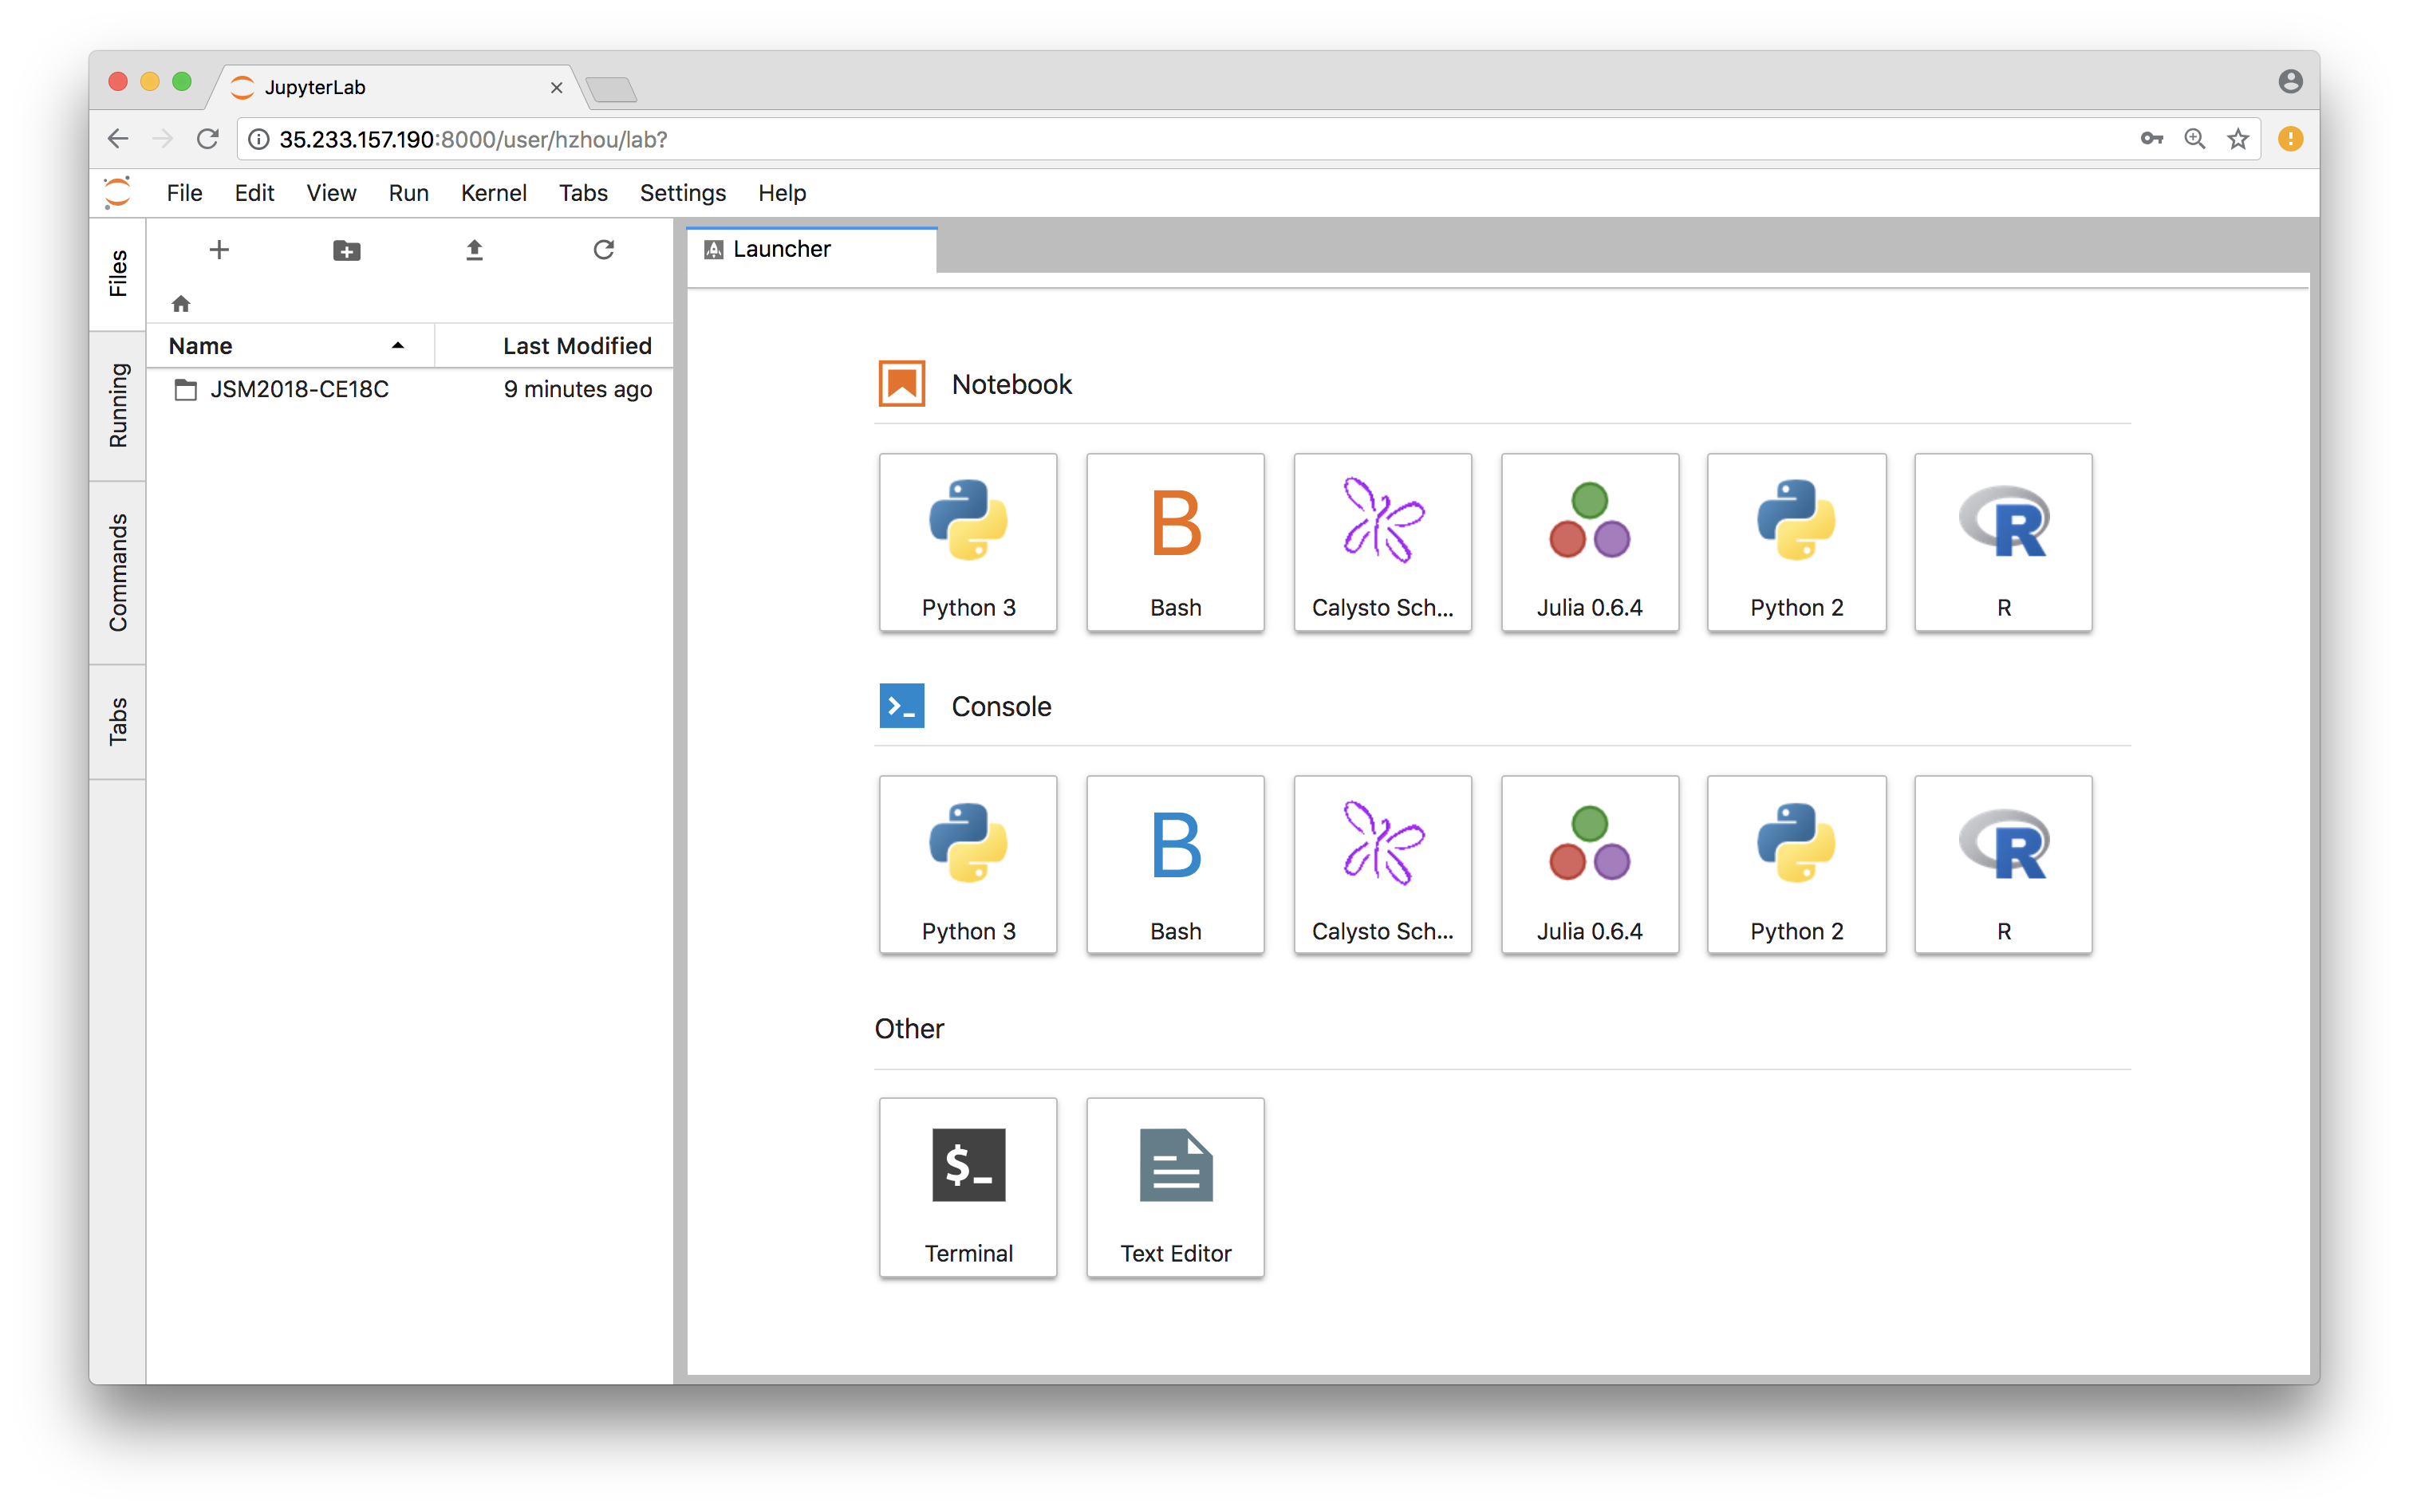 JupyterLab
35.233.157.190:8000/user/hzhou/lab?
File Edit View Run Kernel Tabs Settings Help
Files
Running
Commands
Tabs
Name Last Modified
JSM2018-CE18C 9 minutes ago
Launcher
Notebook
Python 3 Bash Calysto Sch... Julia 0.6.4 Python 2 R
Console
Python 3 Bash Calysto Sch... Julia 0.6.4 Python 2 R
Other
$_
Terminal Text Editor